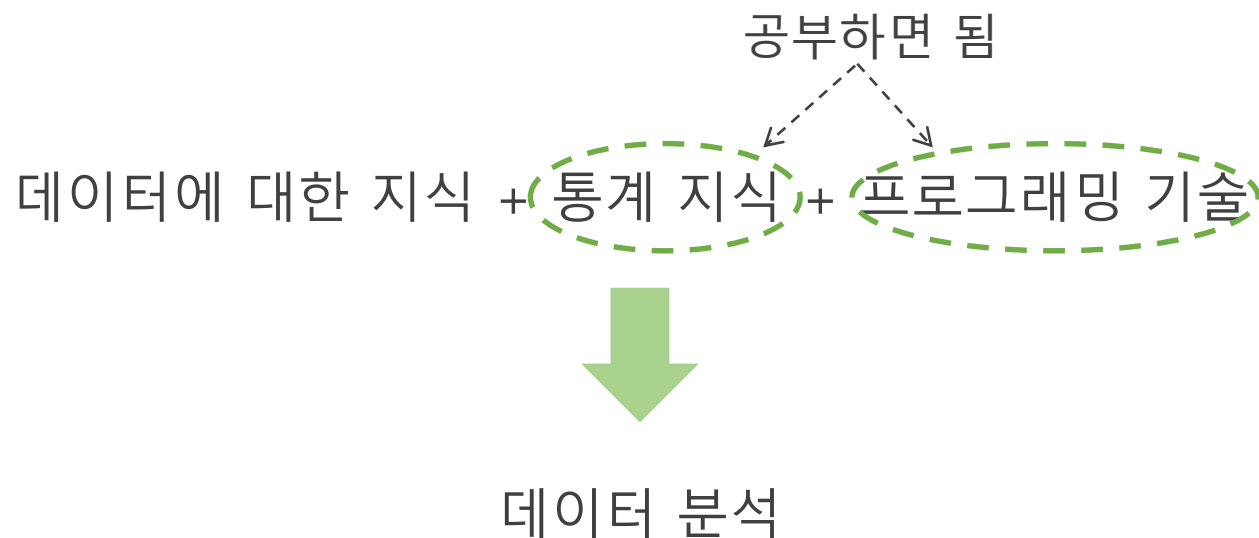 공부하면 됨
데이터에 대한 지식 + 통계 지식 + 프로그래밍 기술
데이터 분석